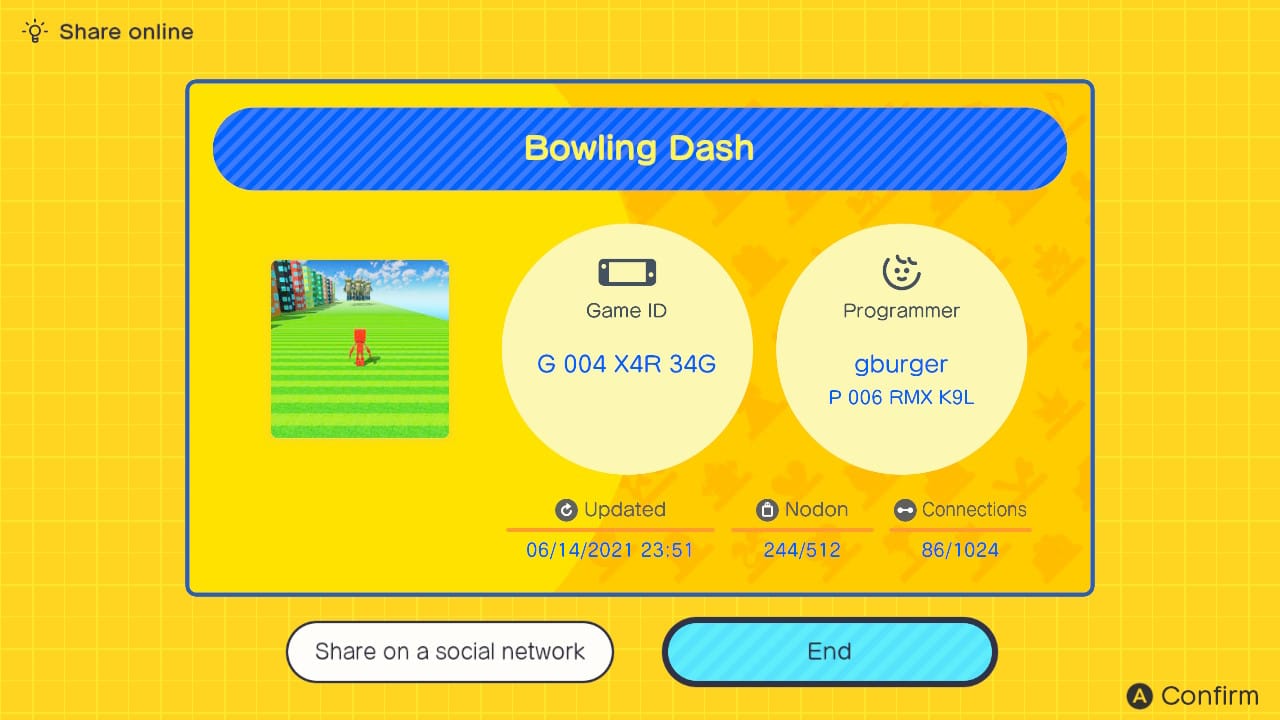 Share online
Bowling Dash
Game ID
G 004 X4R 34G
Programmer
gburger
P 006 RMX K9L
Updated
06/14/2021 23:51
Nodon
244/512
Connections
86/1024
Share on a social network
End
A Confirm